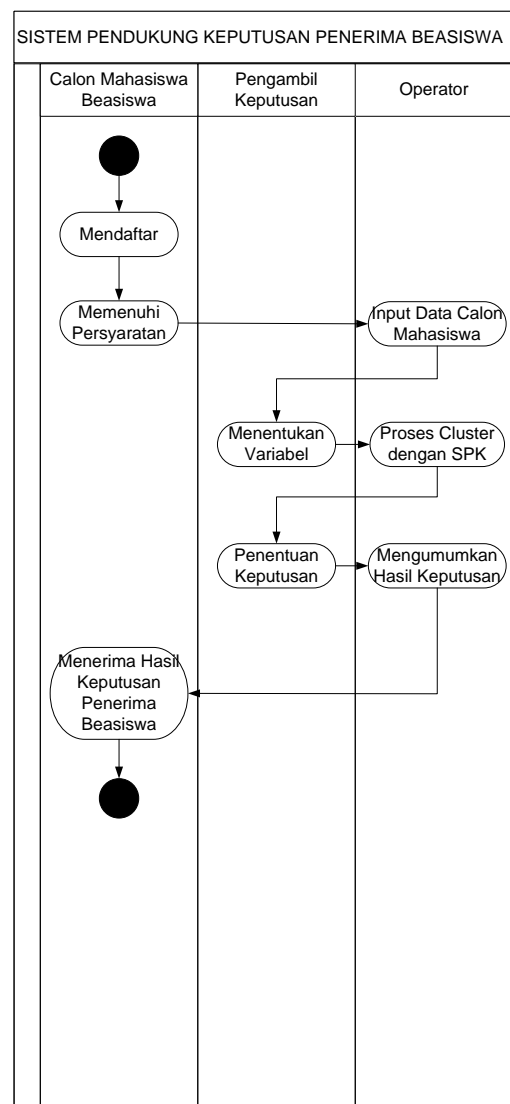 SISTEM PENDUKUNG KEPUTUSAN PENERIMA BEASISWA
Calon Mahasiswa
Beasiswa
Pengambil
Keputusan
Operator
Mendaftar
Memenuhi
Persyaratan
Input Data Calon
Mahasiswa
Menentukan
Variabel
Proses Cluster
dengan SPK
Penentuan
Keputusan
Mengumumkan
Hasil Keputusan
Menerima Hasil
Keputusan
Penerima
Beasiswa